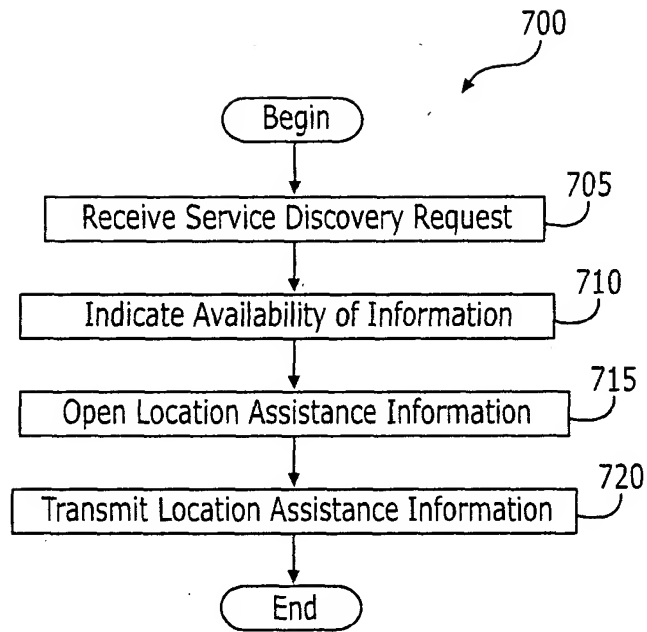 700
Begin
705
Receive Service Discovery Request
710
Indicate Availability of Information
715
Open Location Assistance Information
720
Transmit Location Assistance Information
End